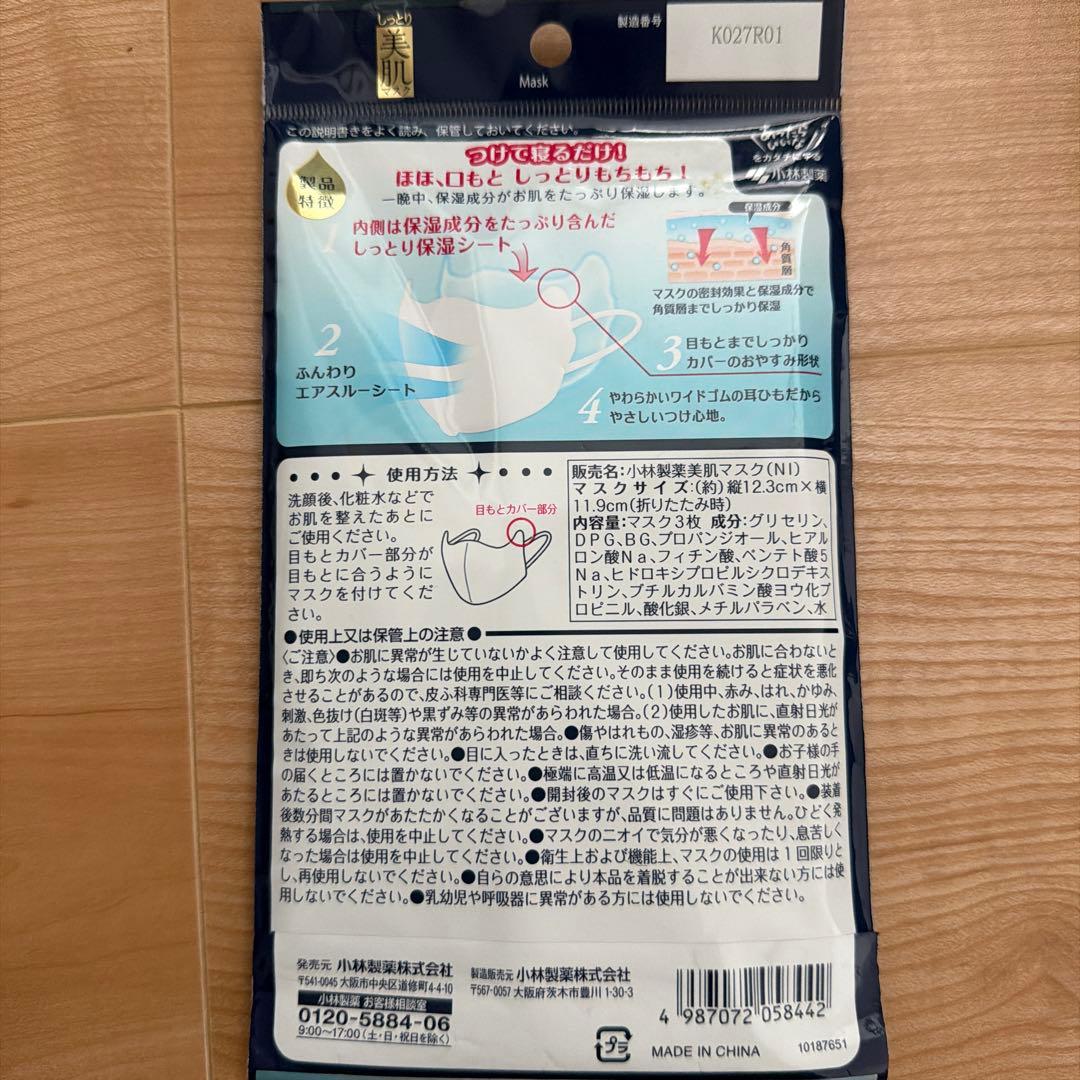 しっとり
美肌
マスク
製造番号
K027R01
Mask
この説明書きをよく読み、保管しておいてください。
あったらいいな
をカタチにする
小林製薬
つけて寝るだけ!
ほほ、口もと しっとりもちもち!
一晩中、保湿成分がお肌をたっぷり保湿します。
製品特徴
1
内側は保湿成分をたっぷり含んだ
しっとり保湿シート
保湿成分
角質層
マスクの密封効果と保湿成分で
角質層までしっかり保湿
2
ふんわり
エアスルーシート
3 目もとまでしっかり
カバーのおやすみ形状
4 やわらかいワイドゴムの耳ひもだから
やさしいつけ心地。
使用方法
洗顔後、化粧水などで
お肌を整えたあとに
ご使用ください。
目もとカバー部分が
目もとに合うように
マスクを付けてくだ
さい。
目もとカバー部分
販売名:小林製薬美肌マスク(NI)
マスクサイズ:(約)縦12.3cm×横
11.9cm(折りたたみ時)
内容量:マスク3枚 成分:グリセリン、
DPG、BG、プロパンジオール、ヒアル
ロン酸Na、フィチン酸、ペンテト酸5
Na、ヒドロキシプロピルシクロデキス
トリン、ブチルカルバミン酸ヨウ化プ
ロピニル、酸化銀、メチルパラベン、水
●使用上又は保管上の注意●
〈ご注意〉●お肌に異常が生じていないかよく注意して使用してください。お肌に合わないと
き、即ち次のような場合には使用を中止してください。そのまま使用を続けると症状を悪化
させることがあるので、皮ふ科専門医等にご相談ください。(1)使用中、赤み、はれ、かゆみ、
刺激、色抜け(白斑等)や黒ずみ等の異常があらわれた場合。(2)使用したお肌に、直射日光が
あたって上記のような異常があらわれた場合。●傷やはれもの、湿疹等、お肌に異常のあると
きは使用しないでください。●目に入ったときは、直ちに洗い流してください。●お子様の手
の届くところには置かないでください。●極端に高温又は低温になるところや直射日光が
あたるところには置かないでください。●開封後のマスクはすぐにご使用下さい。●装着
後数分間マスクがあたたかくなることがございますが、品質に問題はありません。ひどく発
熱する場合は、使用を中止してください。●マスクのニオイで気分が悪くなったり、息苦しく
なった場合は使用を中止してください。●衛生上および機能上、マスクの使用は1回限りと
し、再使用しないでください。●自らの意思により本品を着脱することが出来ない方には使
用しないでください。●乳幼児や呼吸器に異常がある方には使用しないでください。
発売元 小林製薬株式会社
〒541-0045 大阪市中央区道修町4-4-10
小林製薬 お客様相談室
0120-5884-06
9:00～17:00(土・日・祝日を除く)
製造販売元 小林製薬株式会社
〒567-0057 大阪府茨木市豊川1-30-3
4 987072 058442
プラ
MADE IN CHINA
10187651